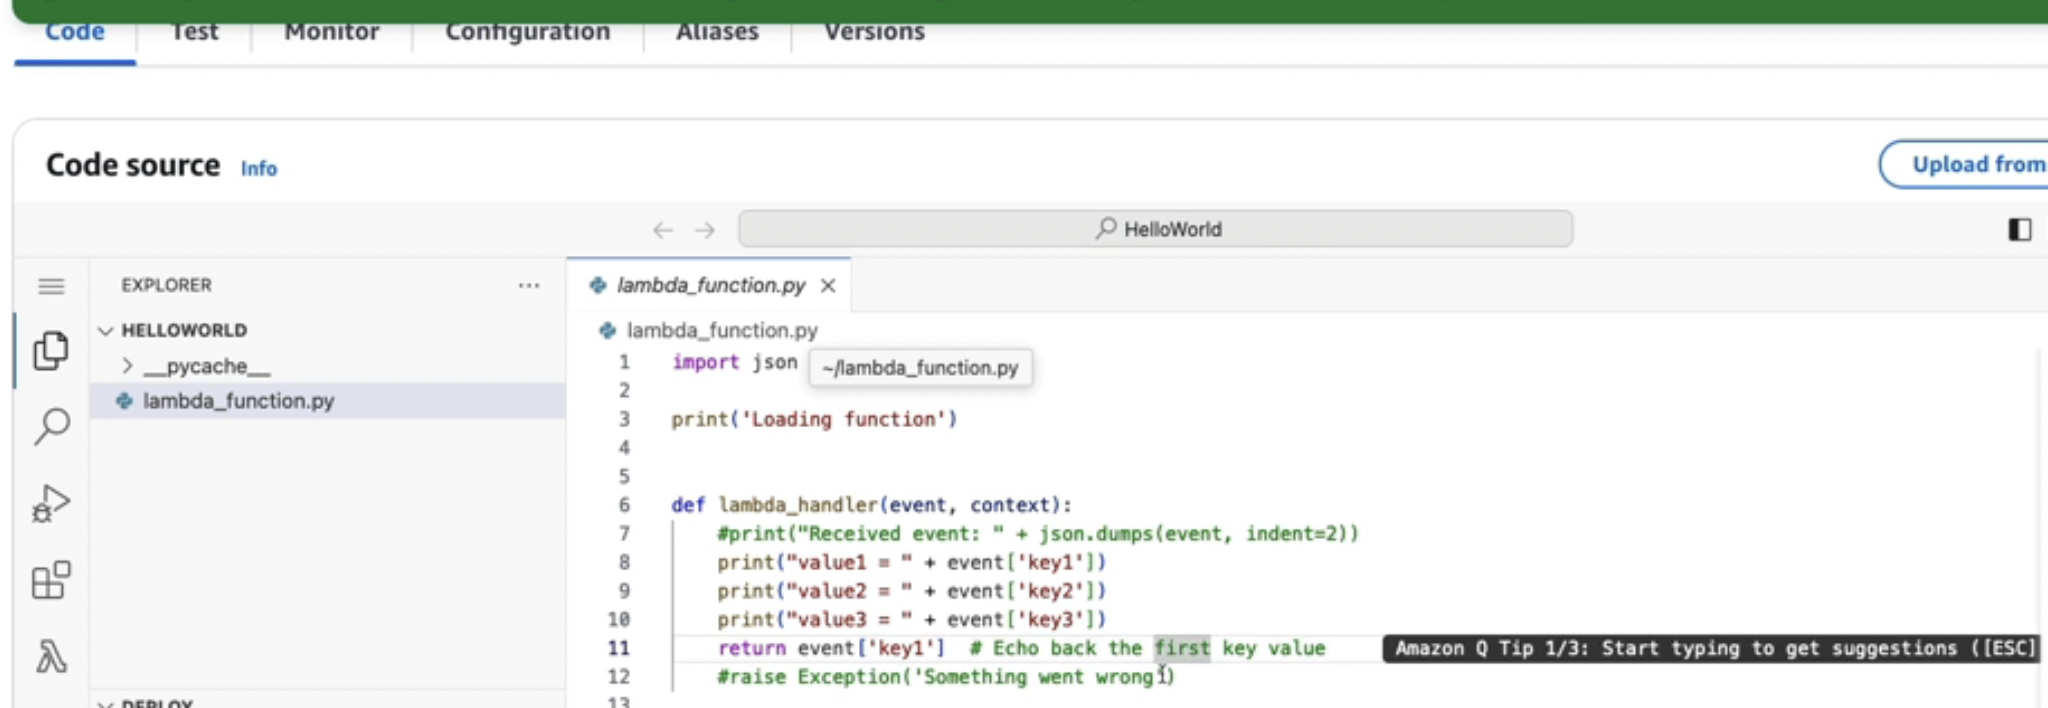 Code Test Monitor Configuration Aliases Versions
Code source Info
Upload from
HelloWorld
EXPLORER
HELLOWORLD
__pycache__
lambda_function.py
DEPLOY
lambda_function.py
lambda_function.py
~/lambda_function.py
1 import json
2
3 print('Loading function')
4
5
6 def lambda_handler(event, context):
7 #print("Received event: " + json.dumps(event, indent=2))
8 print("value1 = " + event['key1'])
9 print("value2 = " + event['key2'])
10 print("value3 = " + event['key3'])
11 return event['key1']  # Echo back the first key value
Amazon Q Tip 1/3: Start typing to get suggestions ([ESC]
12 #raise Exception('Something went wrong')
13